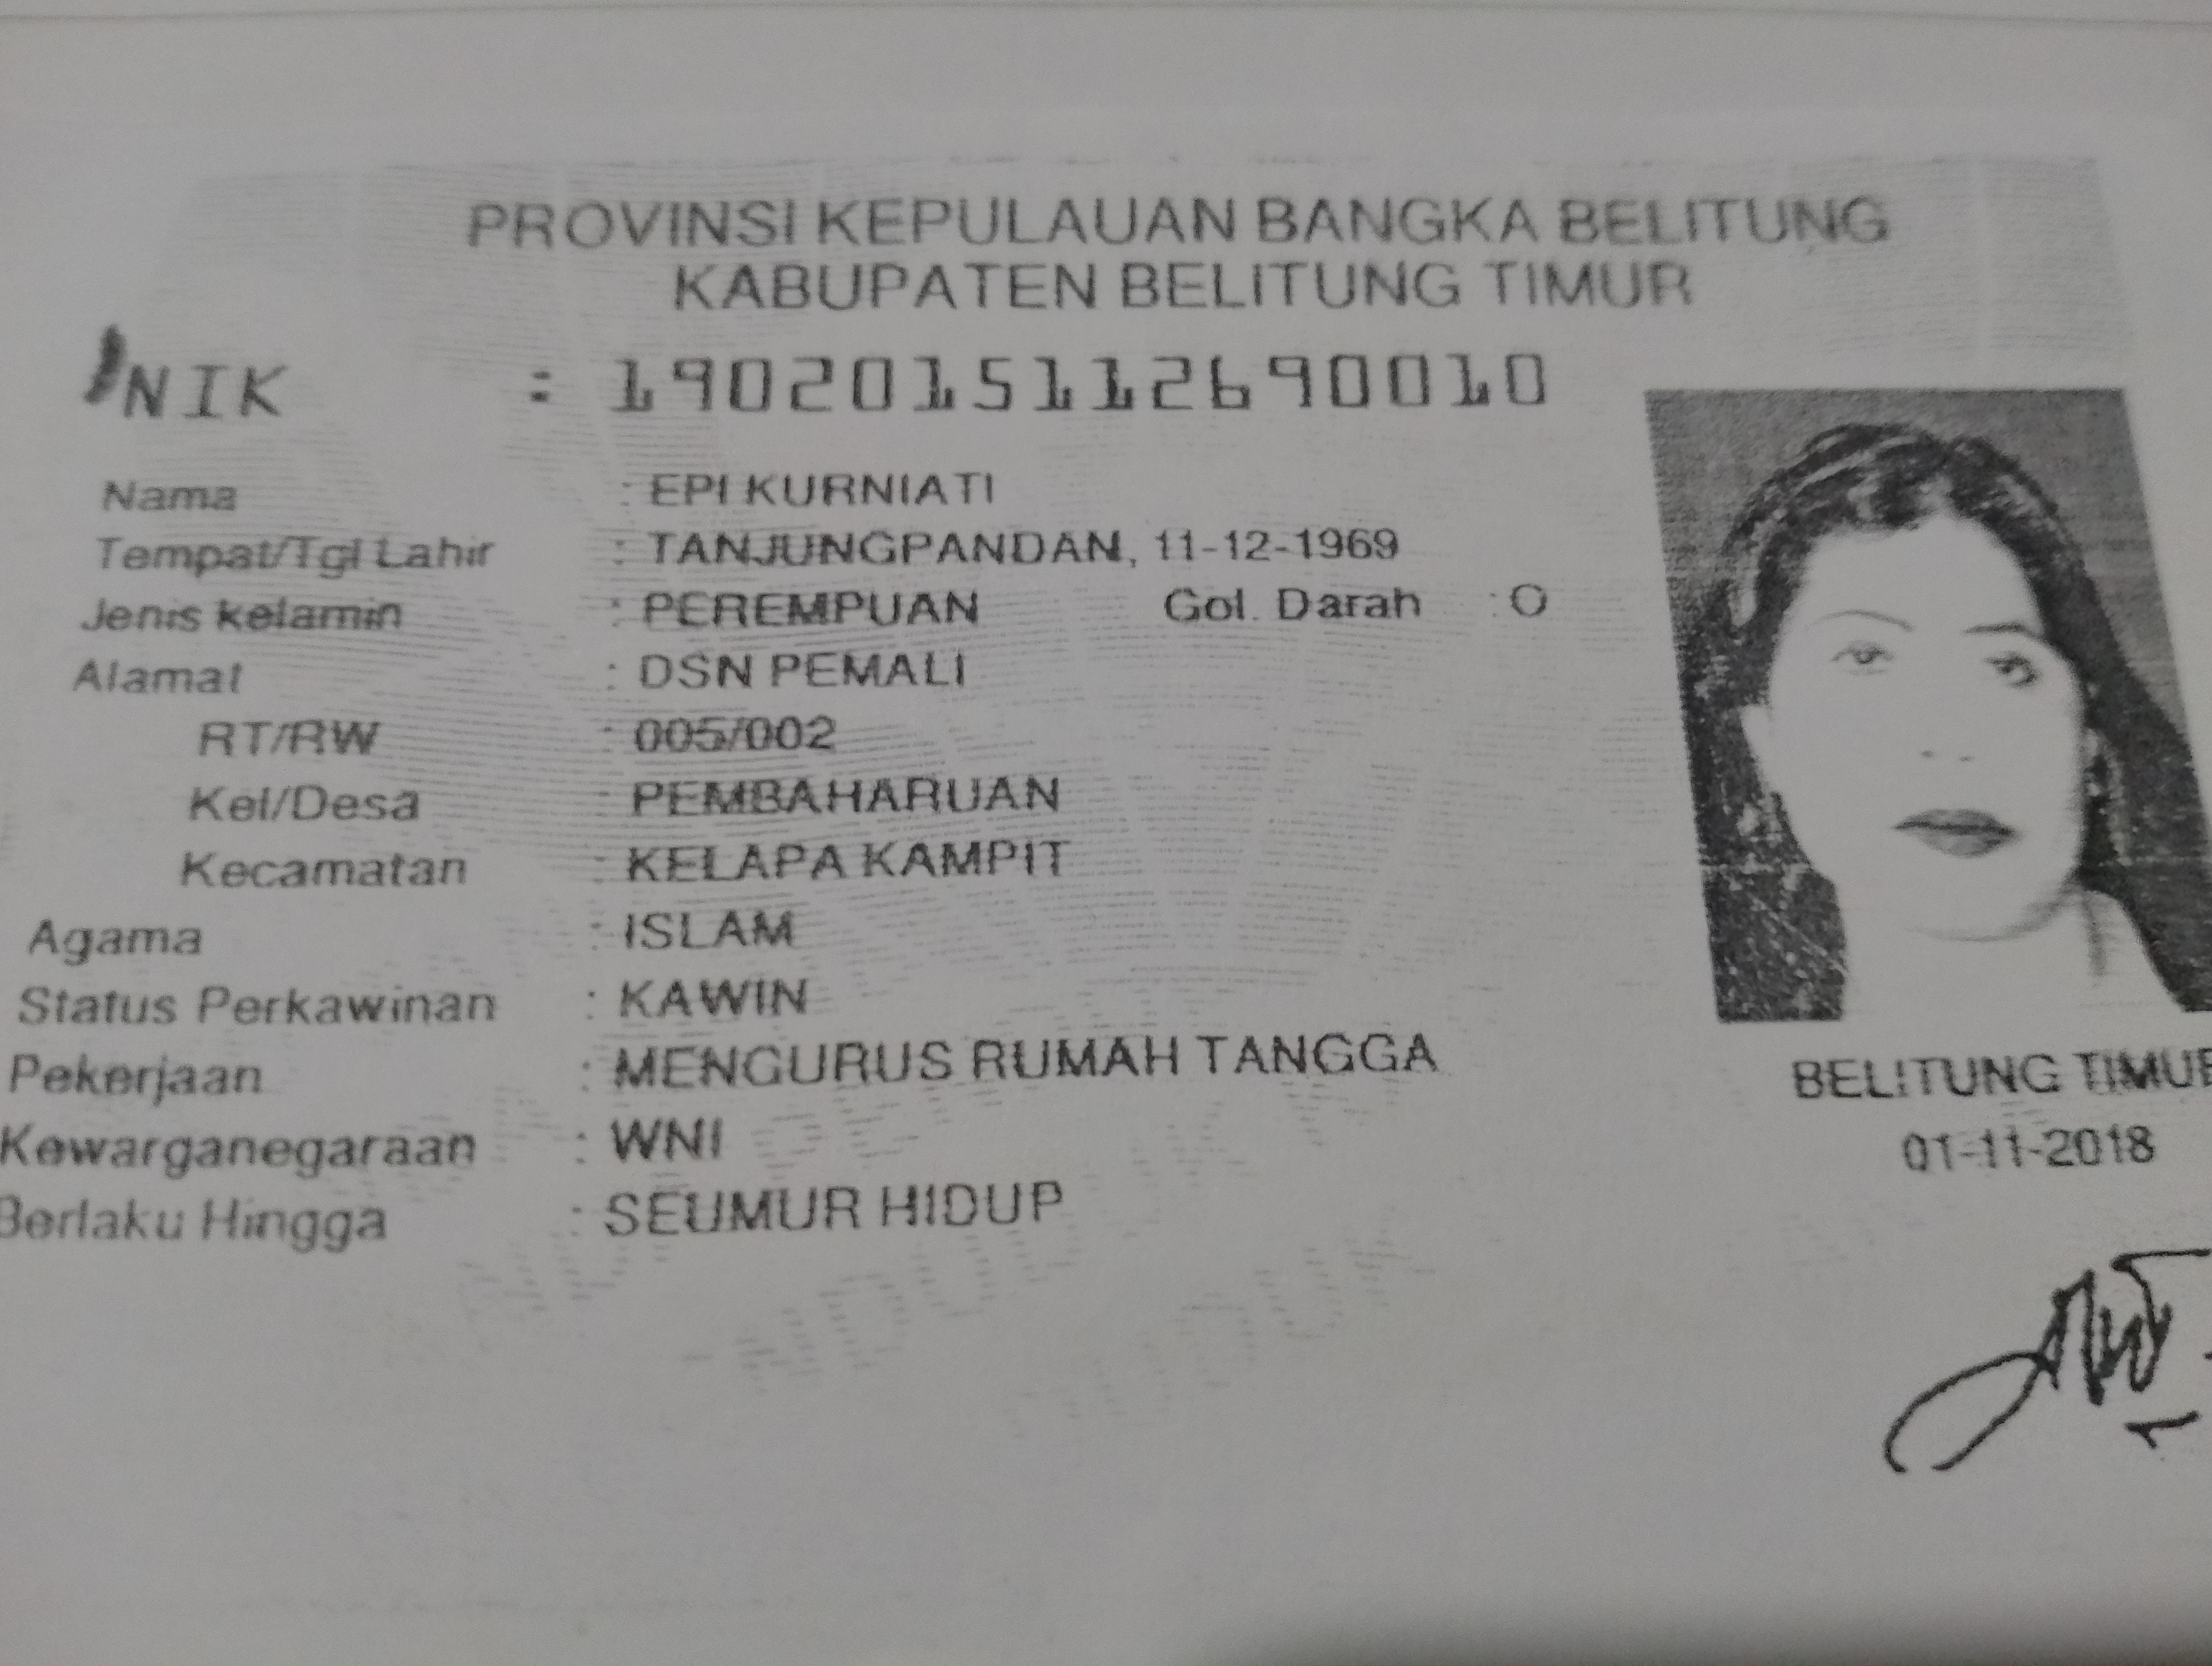 PROVINSI KEPULAUAN BANGKA BELITUNG
KABUPATEN BELITUNG TIMUR
NIK : 1902015112690010
Nama : EPI KURNIATI
Tempat/Tgl Lahir : TANJUNGPANDAN, 11-12-1969
Jenis kelamin : PEREMPUAN Gol. Darah : O
Alamat : DSN PEMALI
RT/RW : 005/002
Kel/Desa : PEMBAHARUAN
Kecamatan : KELAPA KAMPIT
Agama : ISLAM
Status Perkawinan : KAWIN
Pekerjaan : MENGURUS RUMAH TANGGA
Kewarganegaraan : WNI
Berlaku Hingga : SEUMUR HIDUP
BELITUNG TIMUR
01-11-2018